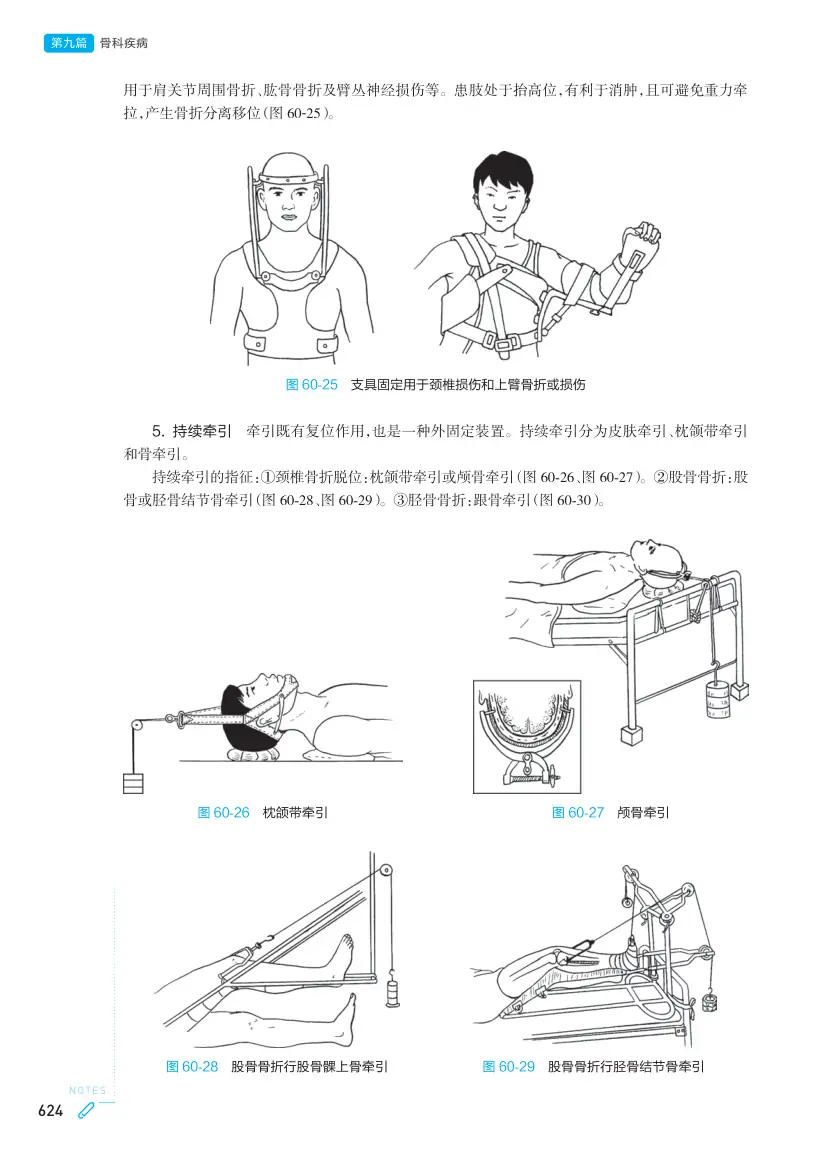 第九篇 骨科疾病
用于肩关节周围骨折、肱骨骨折及臂丛神经损伤等。患肢处于抬高位,有利于消肿,且可避免重力牵
拉,产生骨折分离移位(图 60-25)。
图 60-25 支具固定用于颈椎损伤和上臂骨折或损伤
5. 持续牵引 牵引既有复位作用,也是一种外固定装置。持续牵引分为皮肤牵引、枕颌带牵引
和骨牵引。
持续牵引的指征:①颈椎骨折脱位:枕颌带牵引或颅骨牵引(图 60-26、图 60-27)。②股骨骨折:股
骨或胫骨结节骨牵引(图 60-28、图 60-29)。③胫骨骨折:跟骨牵引(图 60-30)。
图 60-26 枕颌带牵引
图 60-27 颅骨牵引
图 60-28 股骨骨折行股骨髁上骨牵引
图 60-29 股骨骨折行胫骨结节骨牵引
NOTES
624